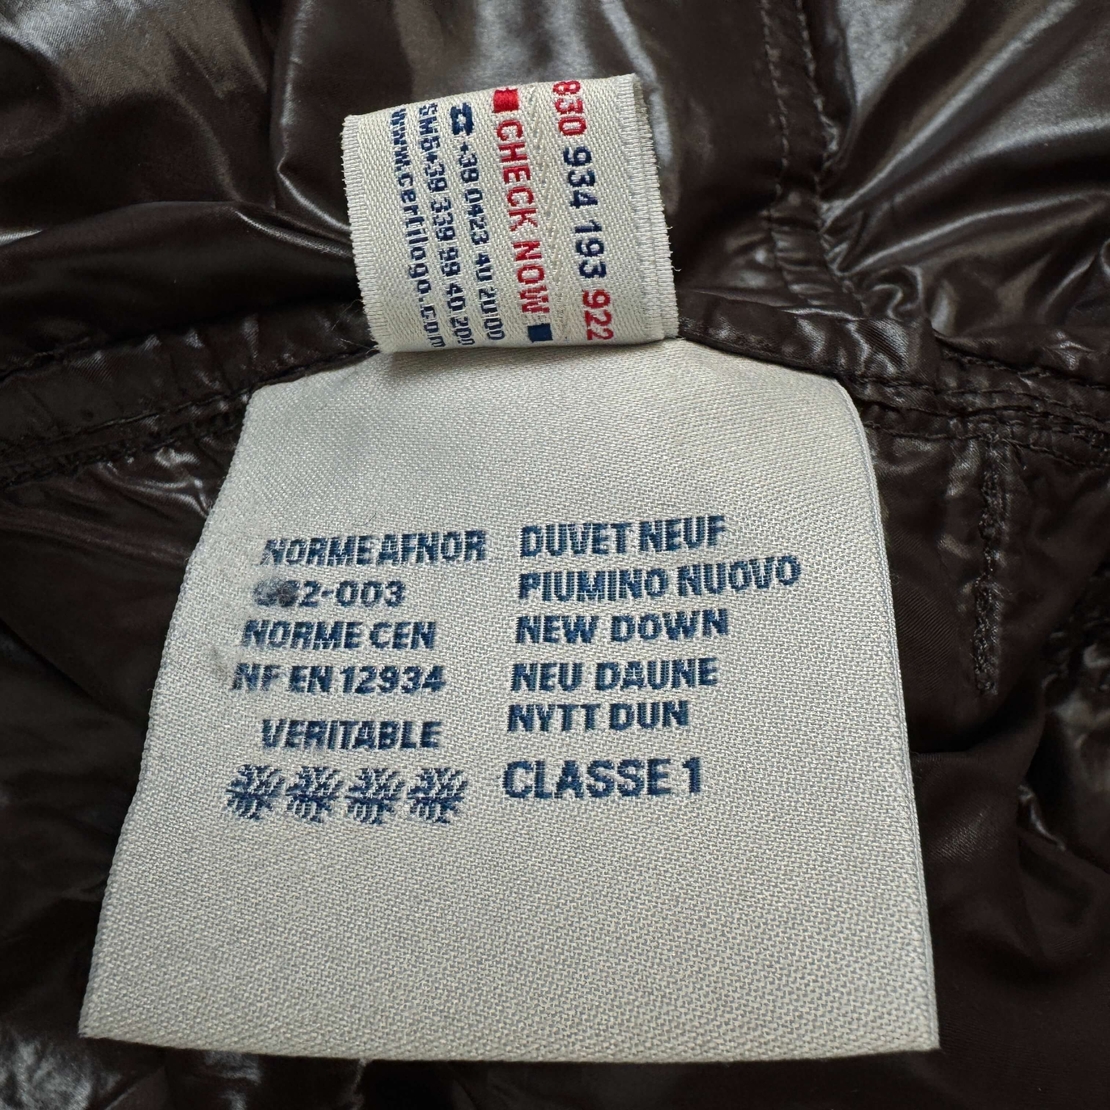 830 934 193 922
CHECK NOW
+39 0423 40 20 00
SMS+39 339 99 40 20
www.certilogo.com
NORME AFNOR
2-003
NORME CEN
NF EN 12934
VERITABLE
DUVET NEUF
PIUMINO NUOVO
NEW DOWN
NEU DAUNE
NYTT DUN
CLASSE 1